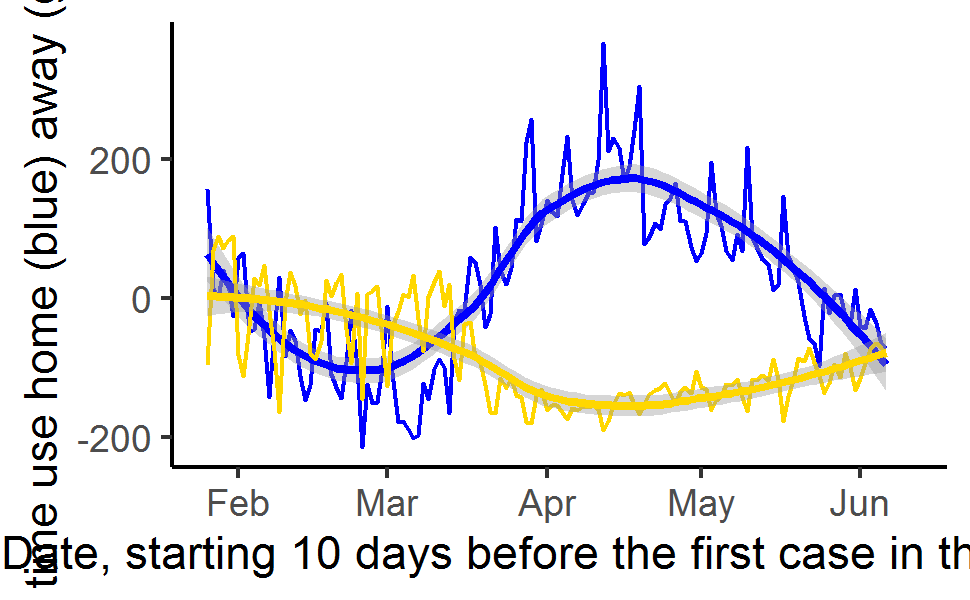 time use home (blue) away (
200
0
-200
Feb Mar Apr May Jun
Date, starting 10 days before the first case in th